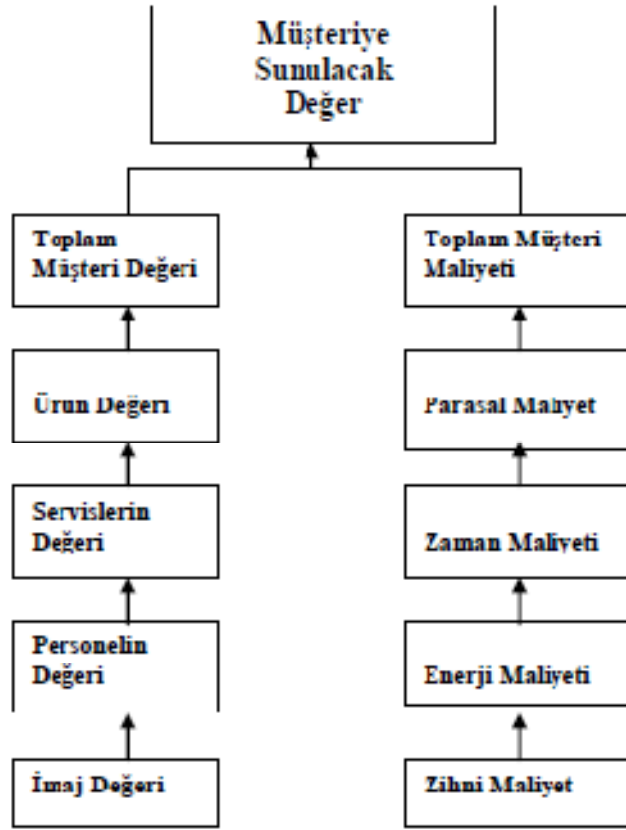 Müşteriye
Sunulacak
Değer
Toplam
Müşteri Değeri
Toplam Müşteri
Maliyeti
Ürün Değeri
Parasal Maliyet
Servislerin
Değeri
Zaman Maliyeti
Personelin
Değeri
Enerji Maliyeti
İmaj Değeri
Zihni Maliyet